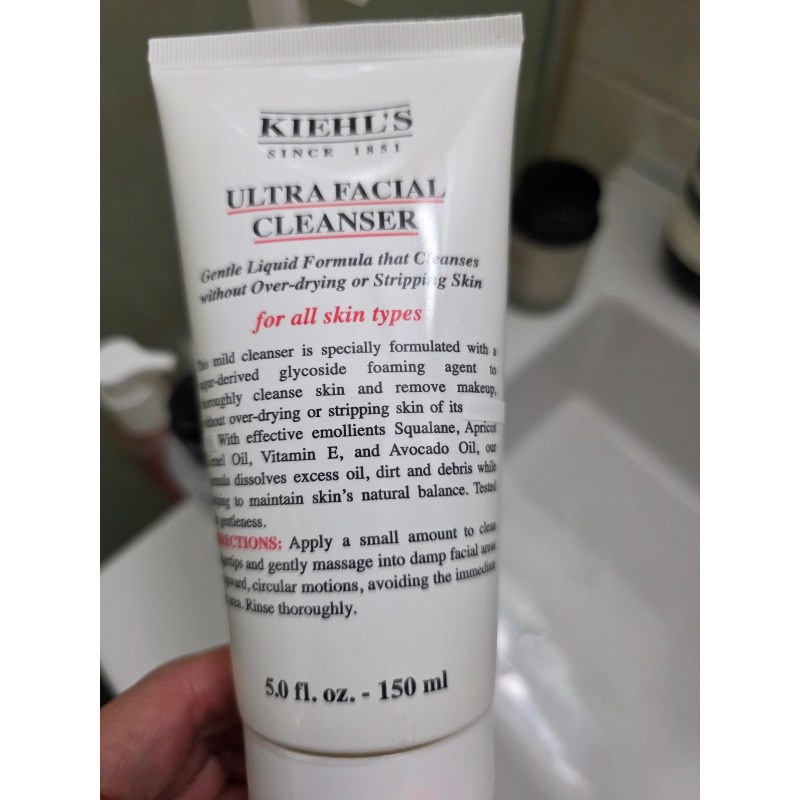 KIEHL'S
SINCE 1851
ULTRA FACIAL
CLEANSER
Gentle Liquid Formula that Cleanses
without Over-drying or Stripping Skin
for all skin types
mild cleanser is specially formulated with a
glycoside foaming agent to
cleanse skin and remove makeup,
over-drying or stripping skin of its
With effective emollients Squalane, Apricot
Oil, Vitamin E, and Avocado Oil, our
dissolves excess oil, dirt and debris while
to maintain skin's natural balance. Tested
gentleness.
Apply a small amount to clean
and gently massage into damp facial areas
circular motions, avoiding the immediate
area. Rinse thoroughly.
5.0 fl. oz. - 150 ml